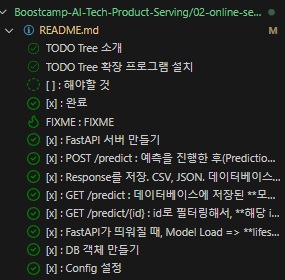 Boostcamp-AI-Tech-Product-Serving/02-online-se...
README.md
TODO Tree 소개
TODO Tree 확장 프로그램 설치
[ ] : 해야할 것
[x] : 완료
FIXME : FIXME
[x] : FastAPI 서버 만들기
[x] : POST /predict : 예측을 진행한 후(Predictio...
[x] : Response를 저장. CSV, JSON. 데이터베이스...
[x] : GET /predict : 데이터베이스에 저장된 **모...
[x] : GET /predict/{id} : id로 필터링해서, **해당 i...
[x] : FastAPI가 띄워질 때, Model Load => **lifes...
[x] : DB 객체 만들기
[x] : Config 설정